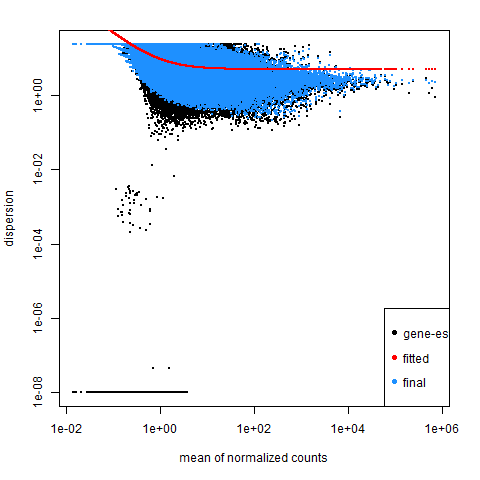 dispersion
1e+00
1e-02
1e-04
1e-06
1e-08
gene-es
fitted
final
1e-02 1e+00 1e+02 1e+04 1e+06
mean of normalized counts